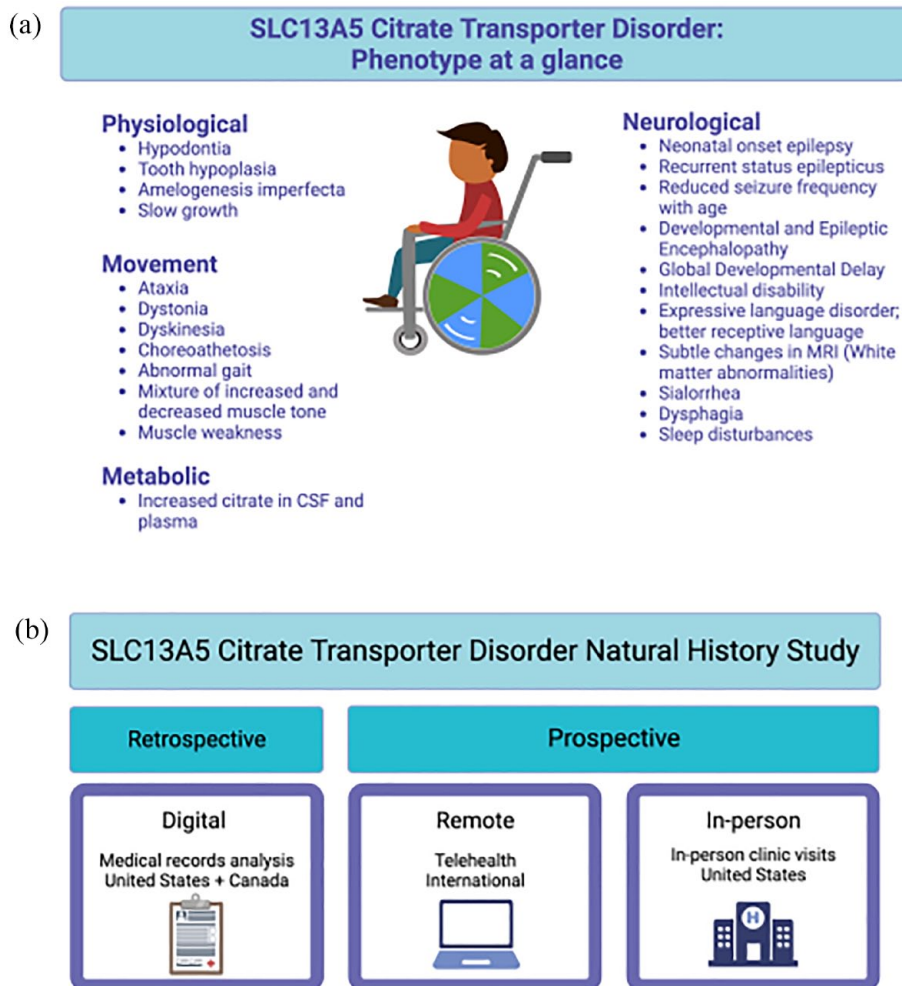 (a)
SLC13A5 Citrate Transporter Disorder:
Phenotype at a glance
Physiological
• Hypodontia
• Tooth hypoplasia
• Amelogenesis imperfecta
• Slow growth
Movement
• Ataxia
• Dystonia
• Dyskinesia
• Choreoathetosis
• Abnormal gait
• Mixture of increased and
decreased muscle tone
• Muscle weakness
Metabolic
• Increased citrate in CSF and
plasma
Neurological
• Neonatal onset epilepsy
• Recurrent status epilepticus
• Reduced seizure frequency
with age
• Developmental and Epileptic
Encephalopathy
• Global Developmental Delay
• Intellectual disability
• Expressive language disorder;
better receptive language
• Subtle changes in MRI (White
matter abnormalities)
• Sialorrhea
• Dysphagia
• Sleep disturbances
(b)
SLC13A5 Citrate Transporter Disorder Natural History Study
Retrospective
Prospective
Digital
Medical records analysis
United States + Canada
Remote
Telehealth
International
In-person
In-person clinic visits
United States
H